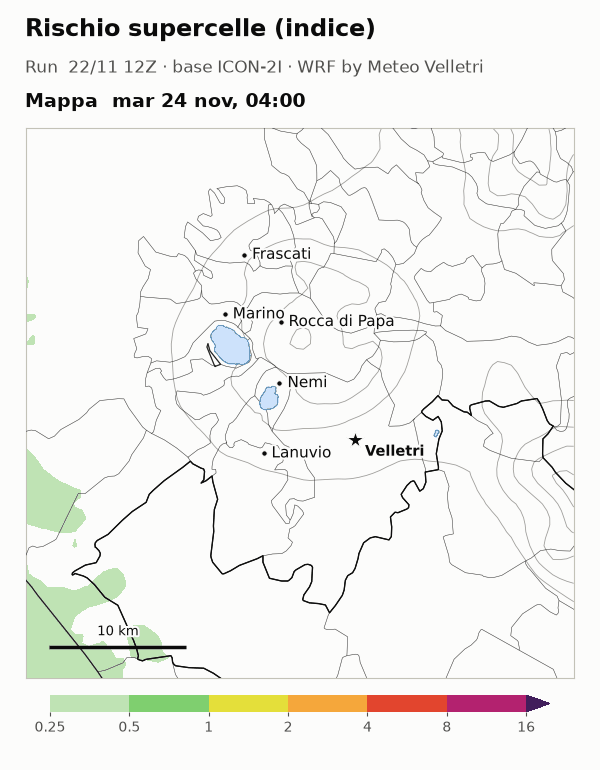 Rischio supercelle (indice)
Run  22/11 12Z · base ICON-2I · WRF by Meteo Velletri
Mappa  mar 24 nov, 04:00
Frascati
Marino
Rocca di Papa
Nemi
Velletri
Lanuvio
10 km
0.25 0.5 1 2 4 8 16